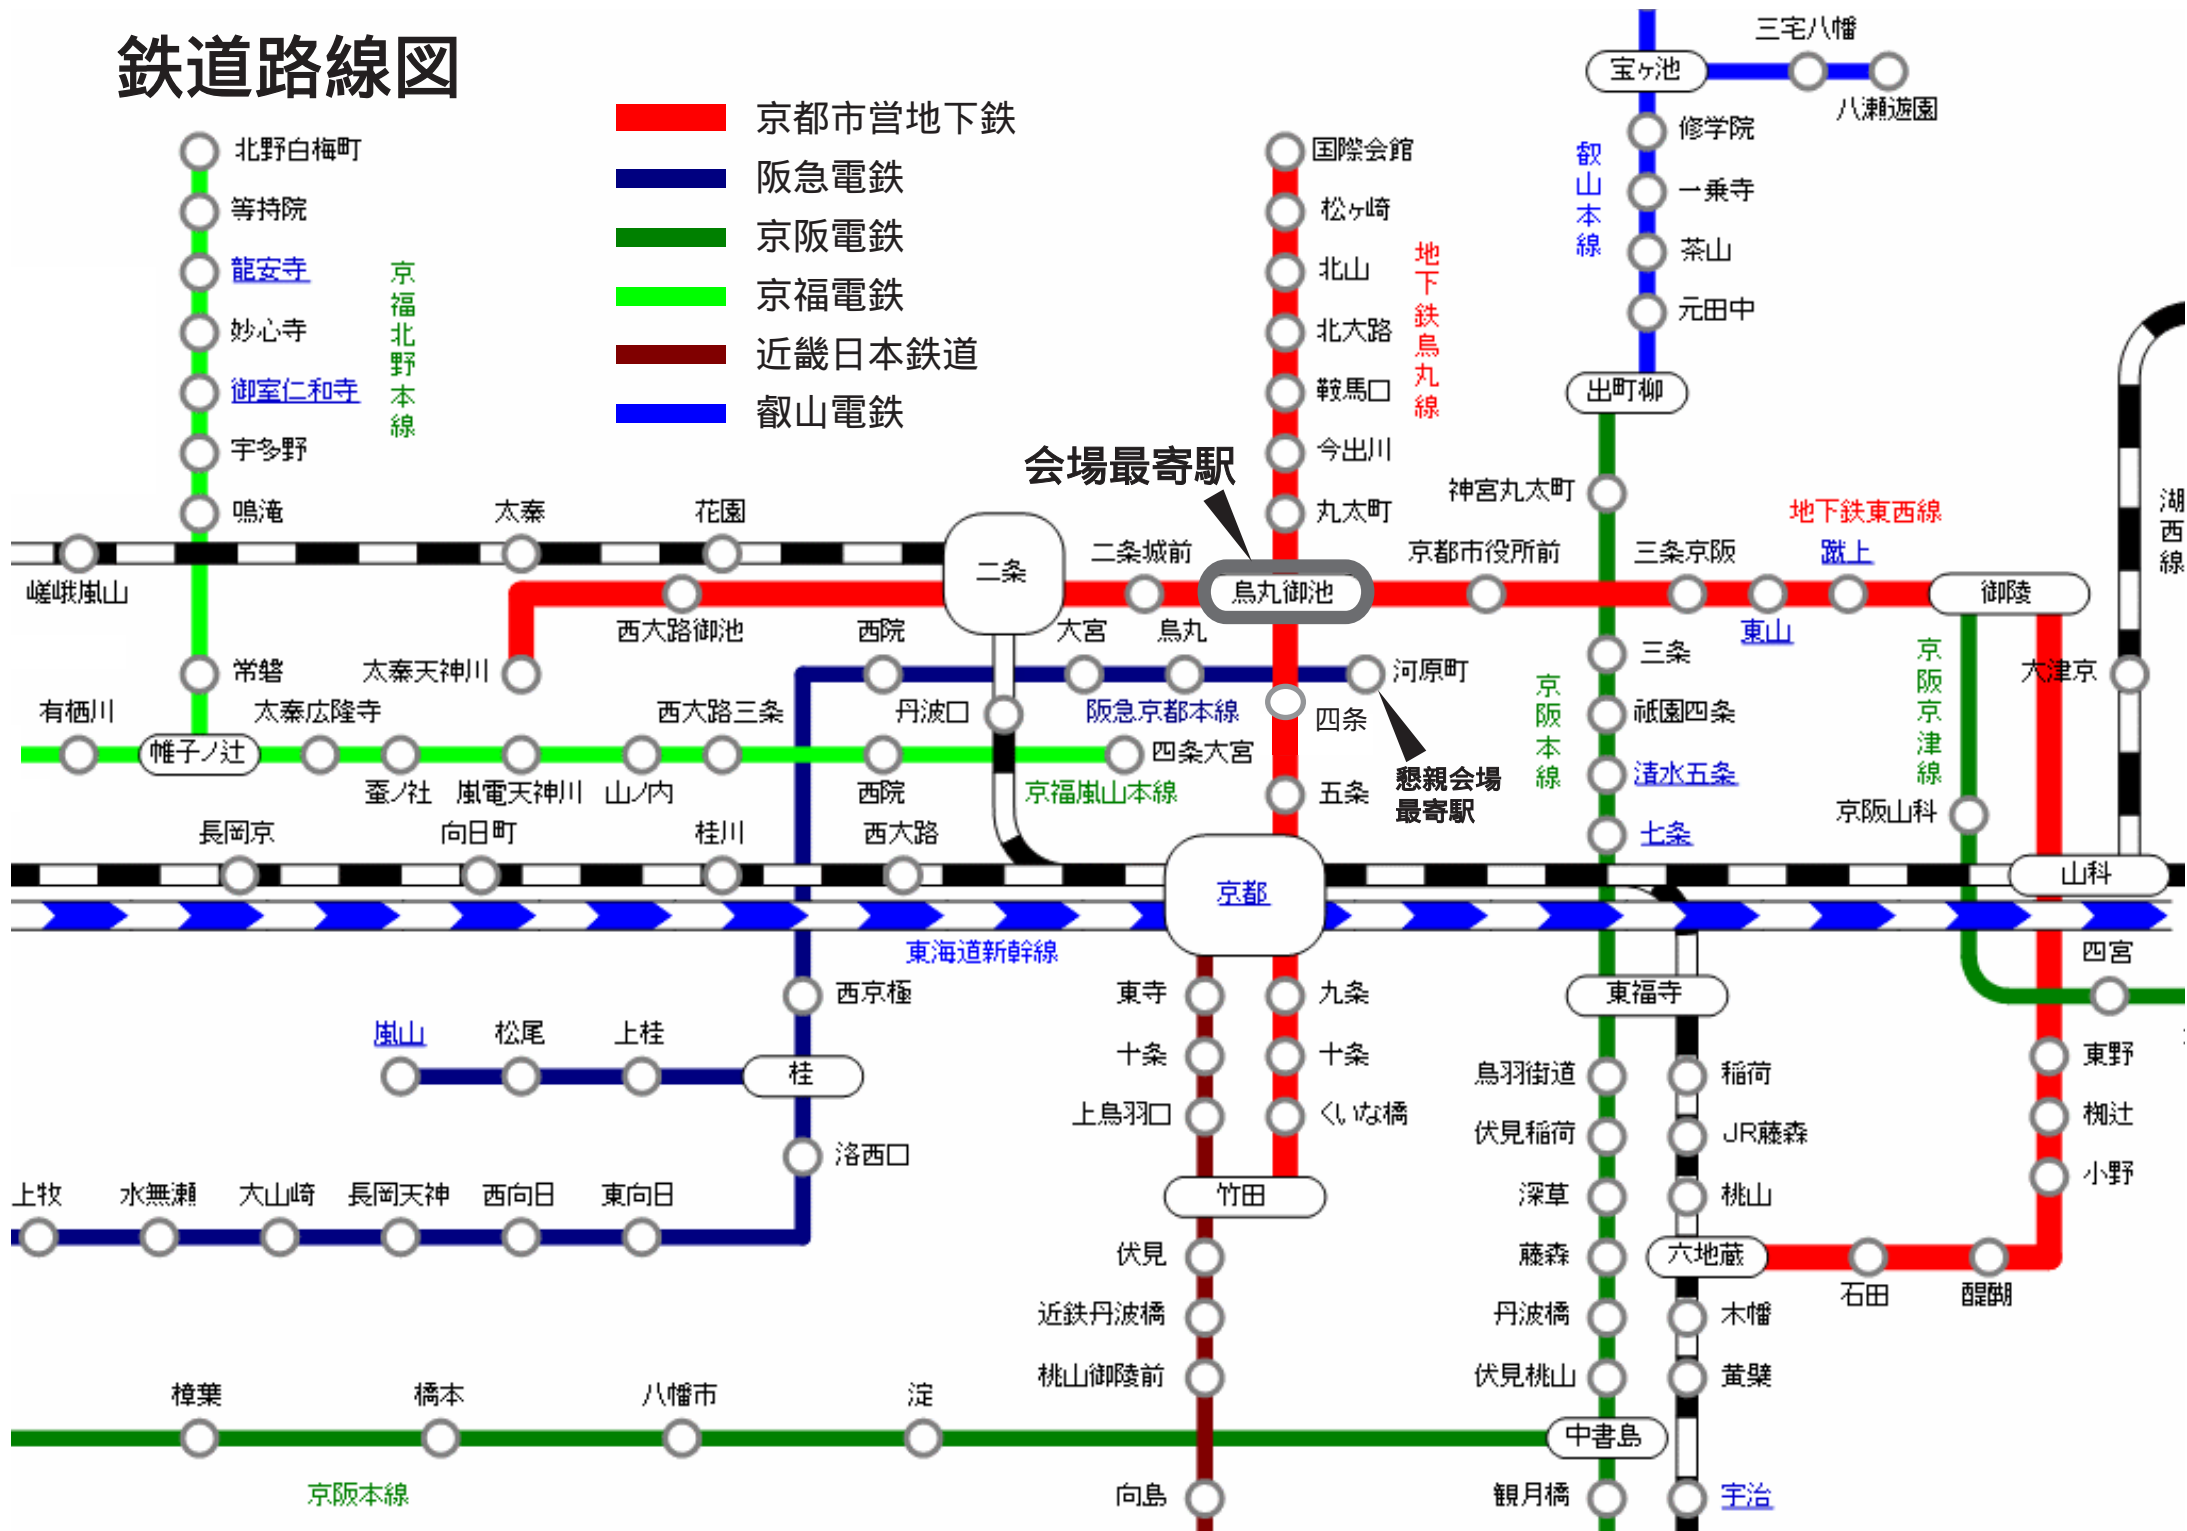 鉄道路線図
京都市営地下鉄
阪急電鉄
京阪電鉄
京福電鉄
近畿日本鉄道
叡山電鉄
三宅八幡
宝ヶ池
八瀬遊園
修学院
一乗寺
茶山
元田中
叡山本線
出町柳
北野白梅町
等持院
龍安寺
妙心寺
御室仁和寺
宇多野
鳴滝
京福北野本線
国際会館
松ヶ崎
北山
北大路
鞍馬口
今出川
丸太町
地下鉄烏丸線
会場最寄駅
神宮丸太町
地下鉄東西線
湖西線
太秦
花園
嵯峨嵐山
二条
二条城前
烏丸御池
京都市役所前
三条京阪
蹴上
東山
御陵
西大路御池
西院
大宮
烏丸
太秦天神川
常盤
河原町
三条
大津京
有栖川
太秦広隆寺
西大路三条
丹波口
阪急京都本線
四条
京阪本線
祇園四条
京阪京津線
帷子ノ辻
蚕ノ社
嵐電天神川
山ノ内
西院
四条大宮
京福嵐山本線
五条
懇親会場
最寄駅
清水五条
七条
京阪山科
長岡京
向日町
桂川
西大路
京都
山科
東海道新幹線
四宮
西京極
東寺
九条
東福寺
嵐山
松尾
上桂
桂
十条
十条
鳥羽街道
稲荷
東野
上鳥羽口
くいな橋
伏見稲荷
JR藤森
椥辻
洛西口
竹田
深草
桃山
小野
上牧
水無瀬
大山崎
長岡天神
西向日
東向日
伏見
藤森
六地蔵
石田
醍醐
近鉄丹波橋
丹波橋
木幡
桃山御陵前
伏見桃山
黄檗
樟葉
橋本
八幡市
淀
中書島
京阪本線
向島
観月橋
宇治